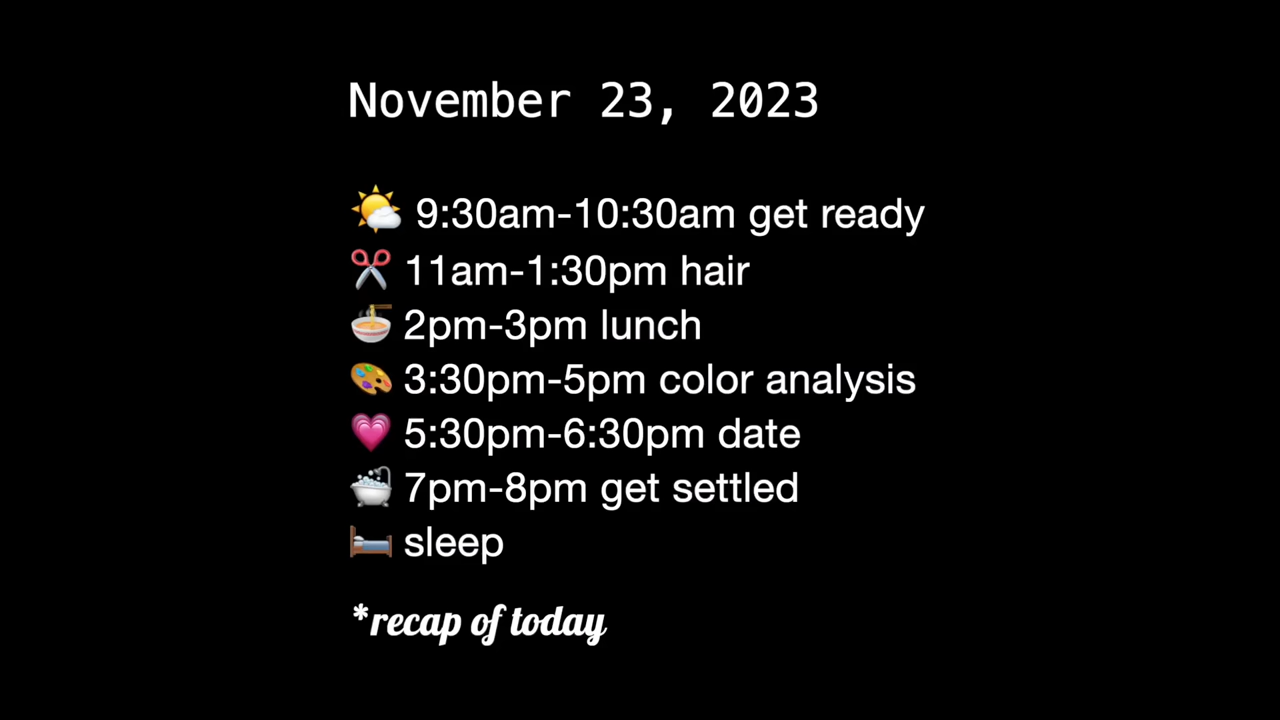 November 23, 2023
🌤️ 9:30am-10:30am get ready
✂️ 11am-1:30pm hair
🍜 2pm-3pm lunch
🎨 3:30pm-5pm color analysis
💗 5:30pm-6:30pm date
🛁 7pm-8pm get settled
🛏️ sleep
*recap of today